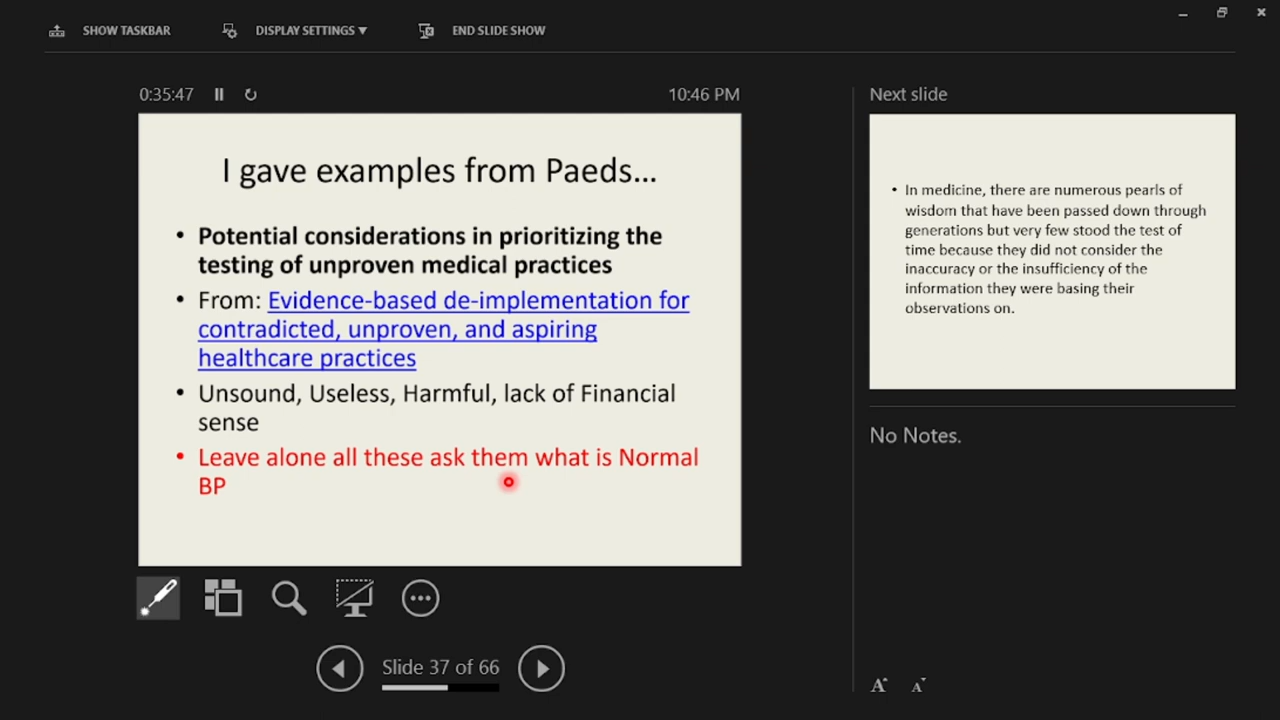 SHOW TASKBAR
DISPLAY SETTINGS ▾
END SLIDE SHOW
0:35:47
10:46 PM
I gave examples from Paeds…
• Potential considerations in prioritizing the
testing of unproven medical practices
• From: Evidence-based de-implementation for
contradicted, unproven, and aspiring
healthcare practices
• Unsound, Useless, Harmful, lack of Financial
sense
• Leave alone all these ask them what is Normal
BP
Slide 37 of 66
Next slide
• In medicine, there are numerous pearls of
wisdom that have been passed down through
generations but very few stood the test of
time because they did not consider the
inaccuracy or the insufficiency of the
information they were basing their
observations on.
No Notes.
A A